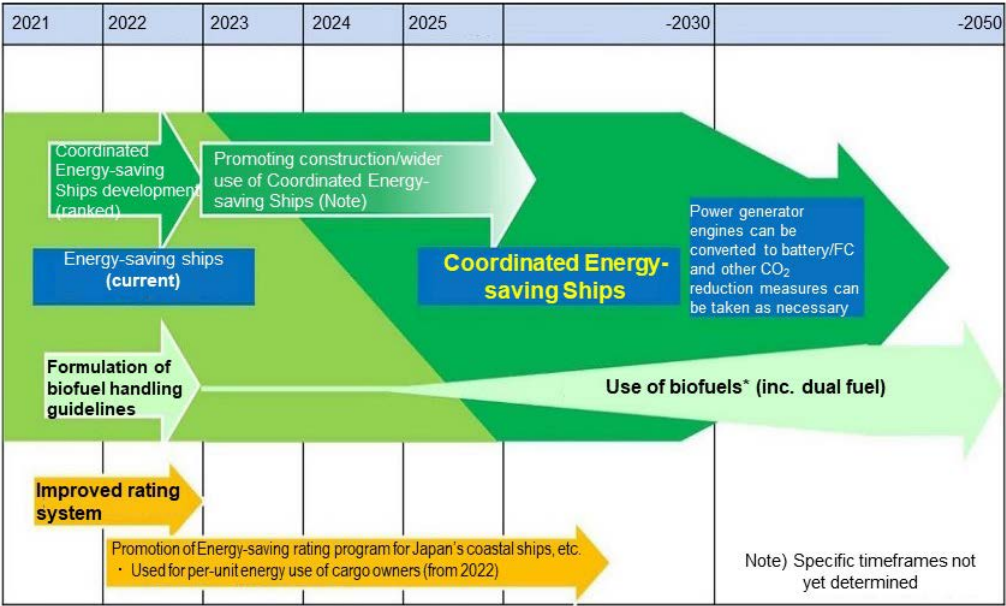 2021 2022 2023 2024 2025 -2030 -2050
Coordinated
Energy-saving
Ships development
(ranked)
Promoting construction/wider
use of Coordinated Energy-
saving Ships (Note)
Energy-saving ships
(current)
Coordinated Energy-
saving Ships
Power generator
engines can be
converted to battery/FC
and other CO₂
reduction measures can
be taken as necessary
Formulation of
biofuel handling
guidelines
Use of biofuels* (inc. dual fuel)
Improved rating
system
Promotion of Energy-saving rating program for Japan's coastal ships, etc.
・Used for per-unit energy use of cargo owners (from 2022)
Note) Specific timeframes not
yet determined